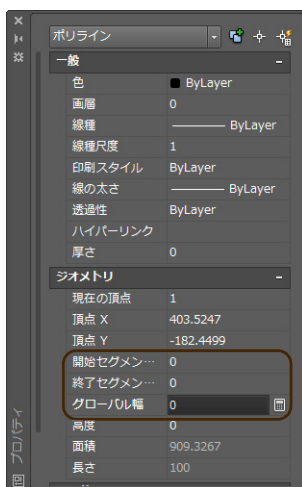 ポリライン
一般
色 ByLayer
画層 0
線種 ByLayer
線種尺度 1
印刷スタイル ByLayer
線の太さ ByLayer
透過性 ByLayer
ハイパーリンク
厚さ 0
ジオメトリ
現在の頂点 1
頂点 X 403.5247
頂点 Y -182.4499
開始セグメン… 0
終了セグメン… 0
グローバル幅 0
高度 0
面積 909.3267
長さ 100
プロパティ